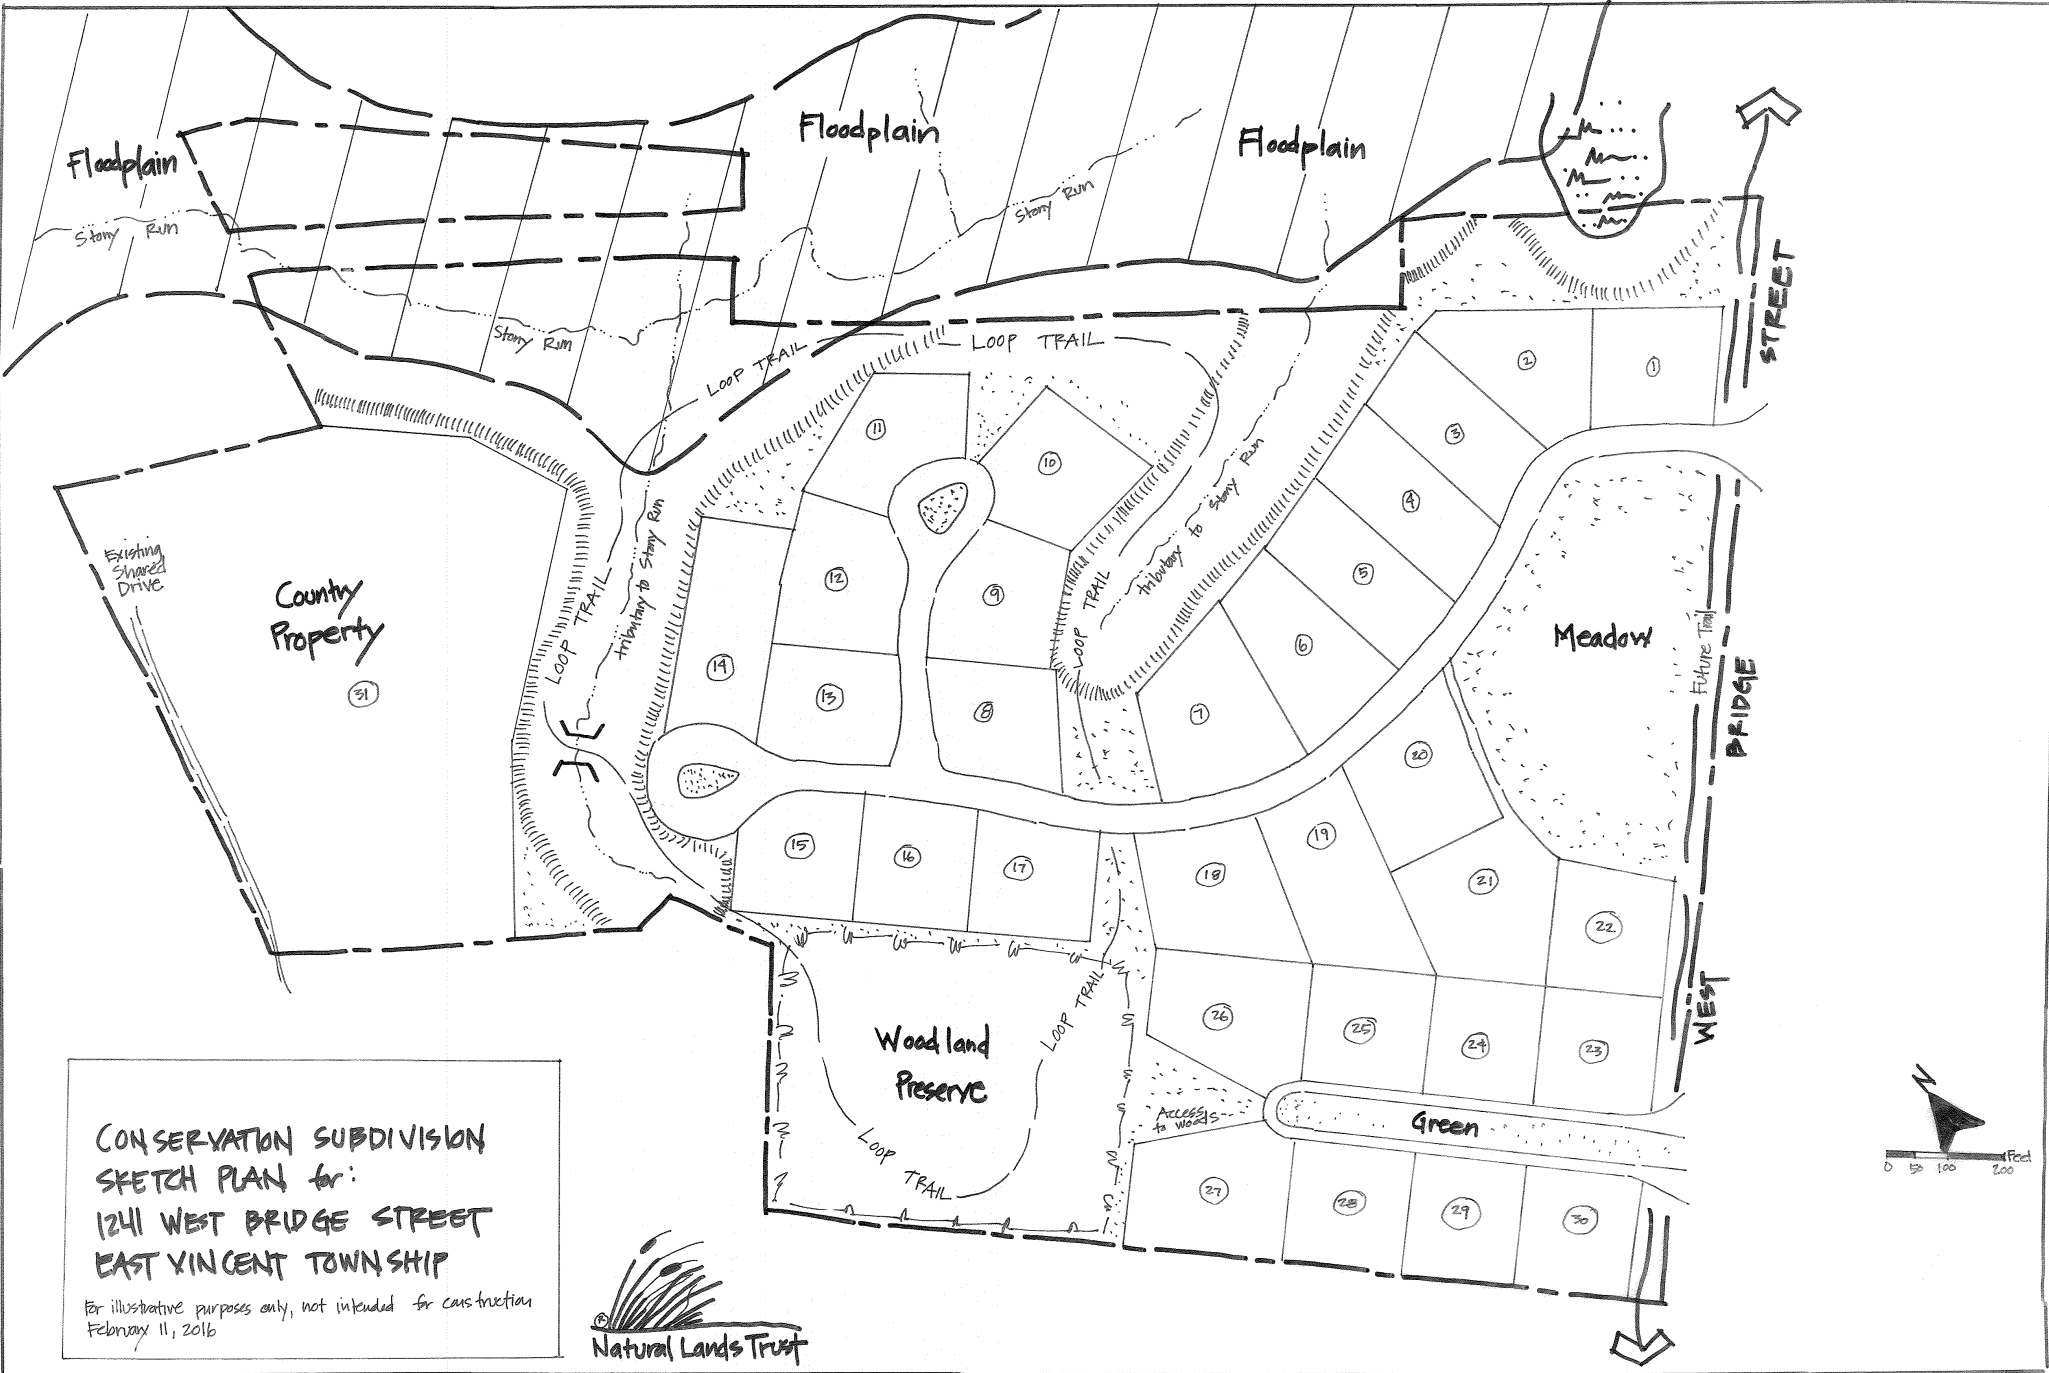 Floodplain
Floodplain
Floodplain
Stony Run
Stony Run
Stony Run
STREET
LOOP TRAIL
LOOP TRAIL
2
1
3
11
10
4
tributary to Stony Run
tributary to Stony Run
Existing
Shared
Drive
Country
Property
31
LOOP TRAIL
12
9
LOOP TRAIL
5
6
Meadow
Future Trail
BRIDGE
14
13
8
7
20
15
16
17
18
19
21
22
WEST
26
25
24
23
Woodland
Preserve
LOOP TRAIL
LOOP TRAIL
Access
to woods
Green
27
28
29
30
N
0 50 100 200 Feet
CONSERVATION SUBDIVISION
SKETCH PLAN for:
1241 WEST BRIDGE STREET
EAST VINCENT TOWNSHIP
For illustrative purposes only, not intended for construction
February 11, 2016
Natural Lands Trust